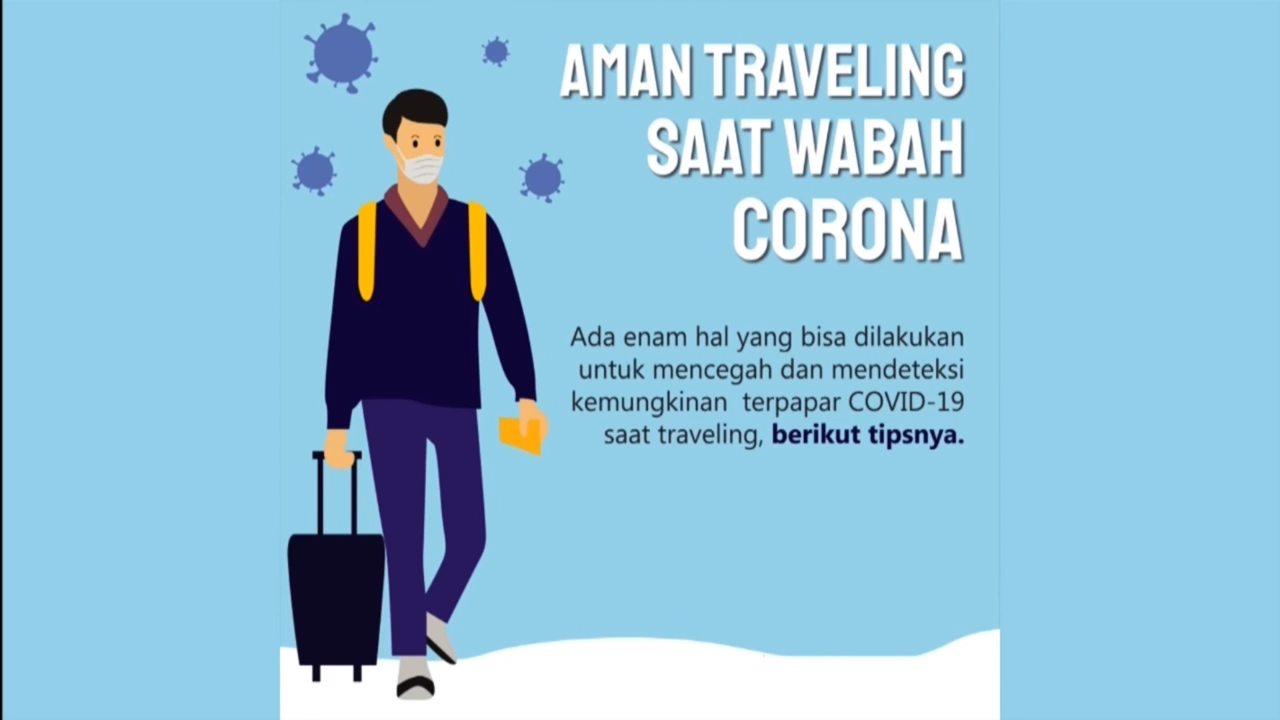 AMAN TRAVELING
SAAT WABAH
CORONA
Ada enam hal yang bisa dilakukan
untuk mencegah dan mendeteksi
kemungkinan terpapar COVID-19
saat traveling, berikut tipsnya.